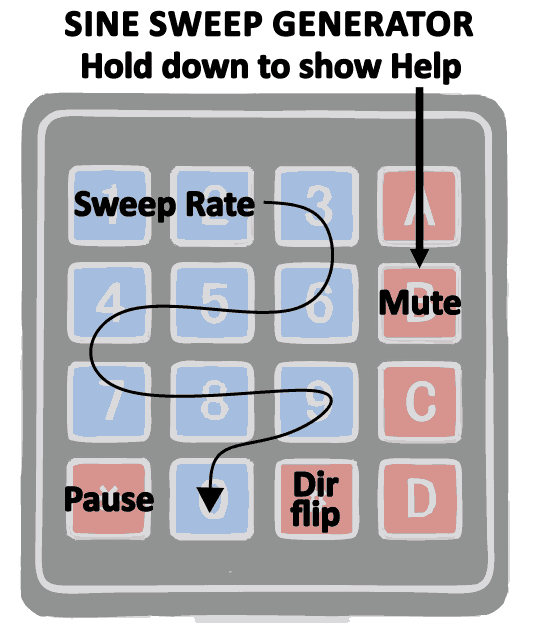 SINE SWEEP GENERATOR
Hold down to show Help
1 2 3 A
Sweep Rate
4 5 6 B
Mute
7 8 9 C
Pause
0
Dir
flip
D